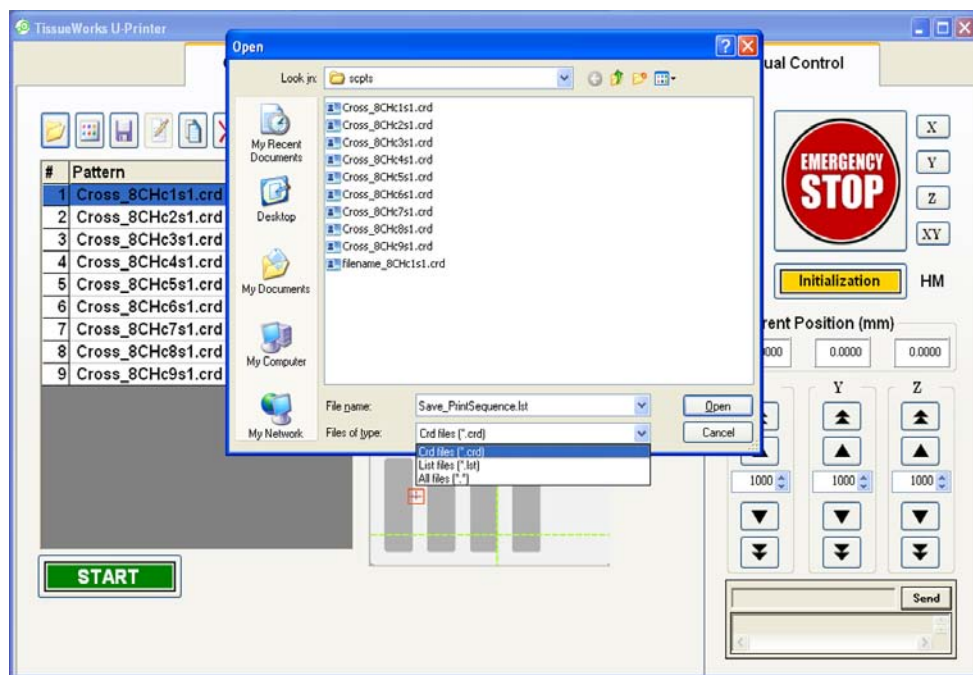 TissueWorks U-Printer
Open
ual Control
Look in: scpts
My Recent Documents
Desktop
My Documents
My Computer
My Network
Cross_8CHc1s1.crd
Cross_8CHc2s1.crd
Cross_8CHc3s1.crd
Cross_8CHc4s1.crd
Cross_8CHc5s1.crd
Cross_8CHc6s1.crd
Cross_8CHc7s1.crd
Cross_8CHc8s1.crd
Cross_8CHc9s1.crd
filename_8CHc1s1.crd
File name: Save_PrintSequence.lst Open
Files of type: Crd files (*.crd) Cancel
Crd files (*.crd)
List files (*.lst)
All files (*.*)
# Pattern
1 Cross_8CHc1s1.crd
2 Cross_8CHc2s1.crd
3 Cross_8CHc3s1.crd
4 Cross_8CHc4s1.crd
5 Cross_8CHc5s1.crd
6 Cross_8CHc6s1.crd
7 Cross_8CHc7s1.crd
8 Cross_8CHc8s1.crd
9 Cross_8CHc9s1.crd
START
EMERGENCY
STOP
X
Y
Z
XY
Initialization HM
rent Position (mm)
000 0.0000 0.0000
Y Z
1000 1000 1000
Send